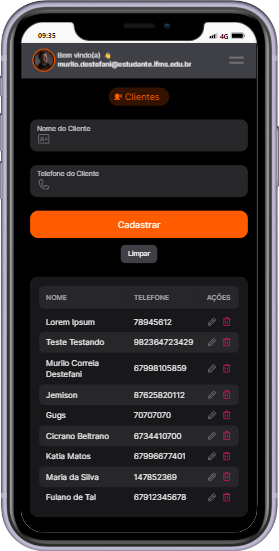 09:35
4G
Bem vindo(a) 👋
murilo.destefani@estudante.ifms.edu.br
Clientes
Nome do Cliente
Telefone do Cliente
Cadastrar
Limpar
NOME TELEFONE AÇÕES
Lorem Ipsum 78945612
Teste Testando 982364723429
Murilo Correia
Destefani 67998105859
Jemison 87625820112
Gugs 70707070
Cicrano Beltrano 6734410700
Katia Matos 67996677401
Maria da Silva 147852369
Fulano de Tal 67912345678